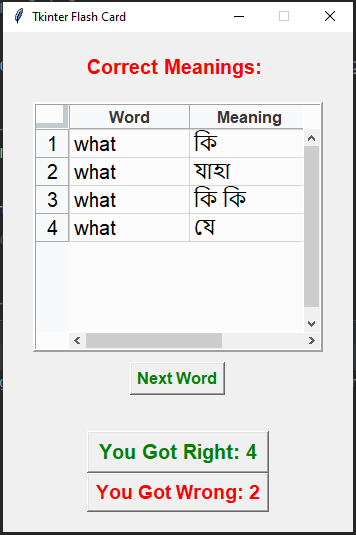 Tkinter Flash Card
Correct Meanings:
Word Meaning
1 what কি
2 what যাহা
3 what কি কি
4 what যে
Next Word
You Got Right: 4
You Got Wrong: 2